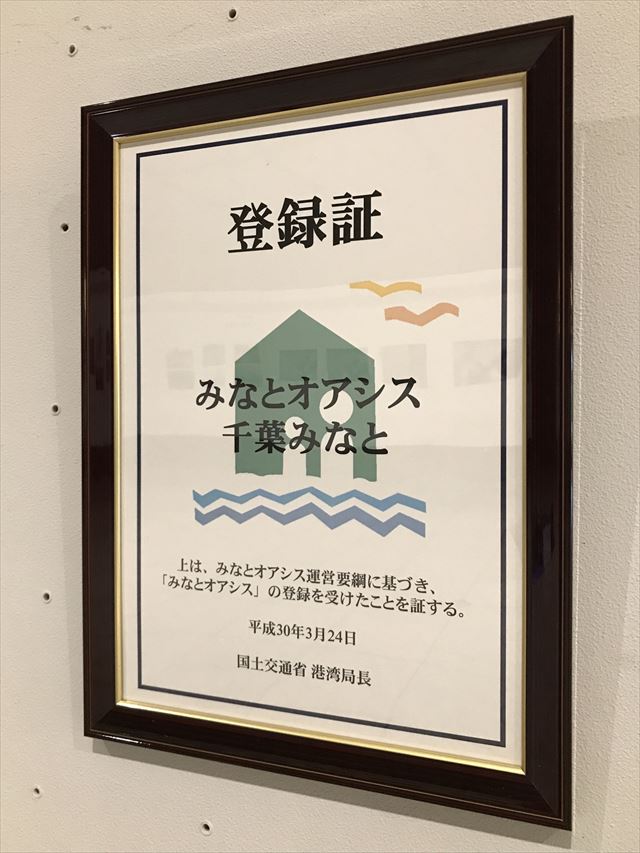 登録証
みなとオアシス
千葉みなと
上は、みなとオアシス運営要綱に基づき、
「みなとオアシス」の登録を受けたことを証する。
平成30年3月24日
国土交通省 港湾局長